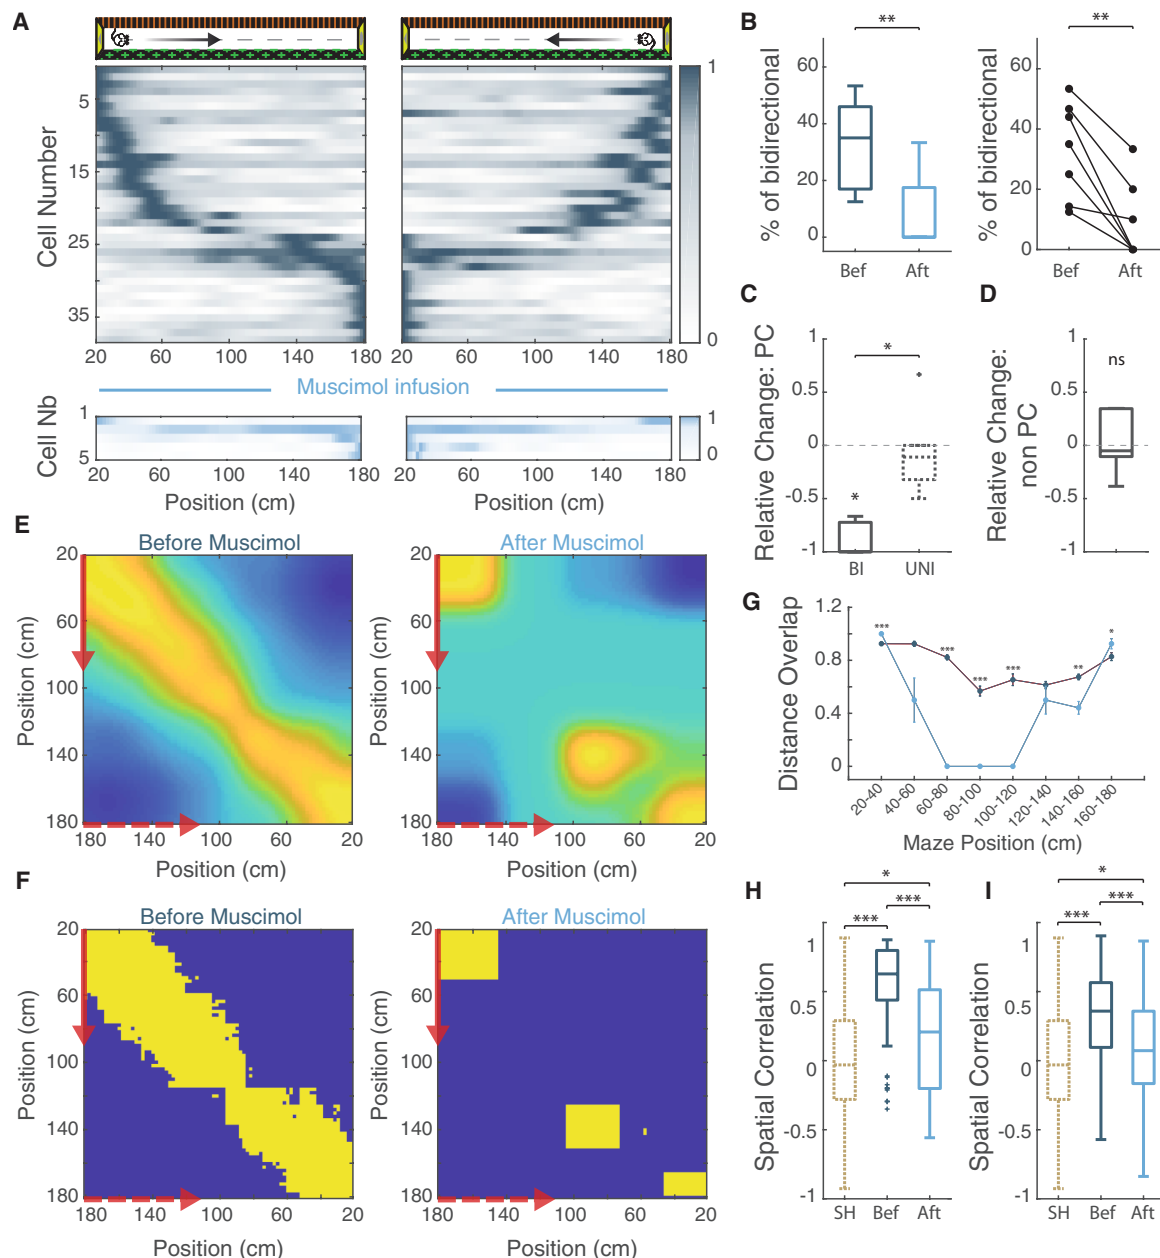 A
Cell Number
5
15
25
35
20 60 100 140 180
20 60 100 140 180
1
0
Muscimol infusion
Cell Nb
1
5
20 60 100 140 180
20 60 100 140 180
1
0
Position (cm)
Position (cm)
B
% of bidirectional
60
40
20
0
**
Bef Aft
% of bidirectional
60
40
20
0
**
Bef Aft
C
Relative Change: PC
1
0.5
0
-0.5
-1
*
*
BI UNI
D
Relative Change:
non PC
1
0.5
0
-0.5
-1
ns
E
Before Muscimol
Position (cm)
20
60
100
140
180
180 140 100 60 20
Position (cm)
After Muscimol
Position (cm)
20
60
100
140
180
180 140 100 60 20
Position (cm)
F
Before Muscimol
Position (cm)
20
60
100
140
180
180 140 100 60 20
Position (cm)
After Muscimol
Position (cm)
20
60
100
140
180
180 140 100 60 20
Position (cm)
G
Distance Overlap
1.2
0.8
0.4
0
*** *** *** *** ** *
20-40 40-60 60-80 80-100 100-120 120-140 140-160 160-180
Maze Position (cm)
H
Spatial Correlation
1
0.5
0
-0.5
-1
*
***
***
SH Bef Aft
I
Spatial Correlation
1
0.5
0
-0.5
-1
*
***
***
SH Bef Aft